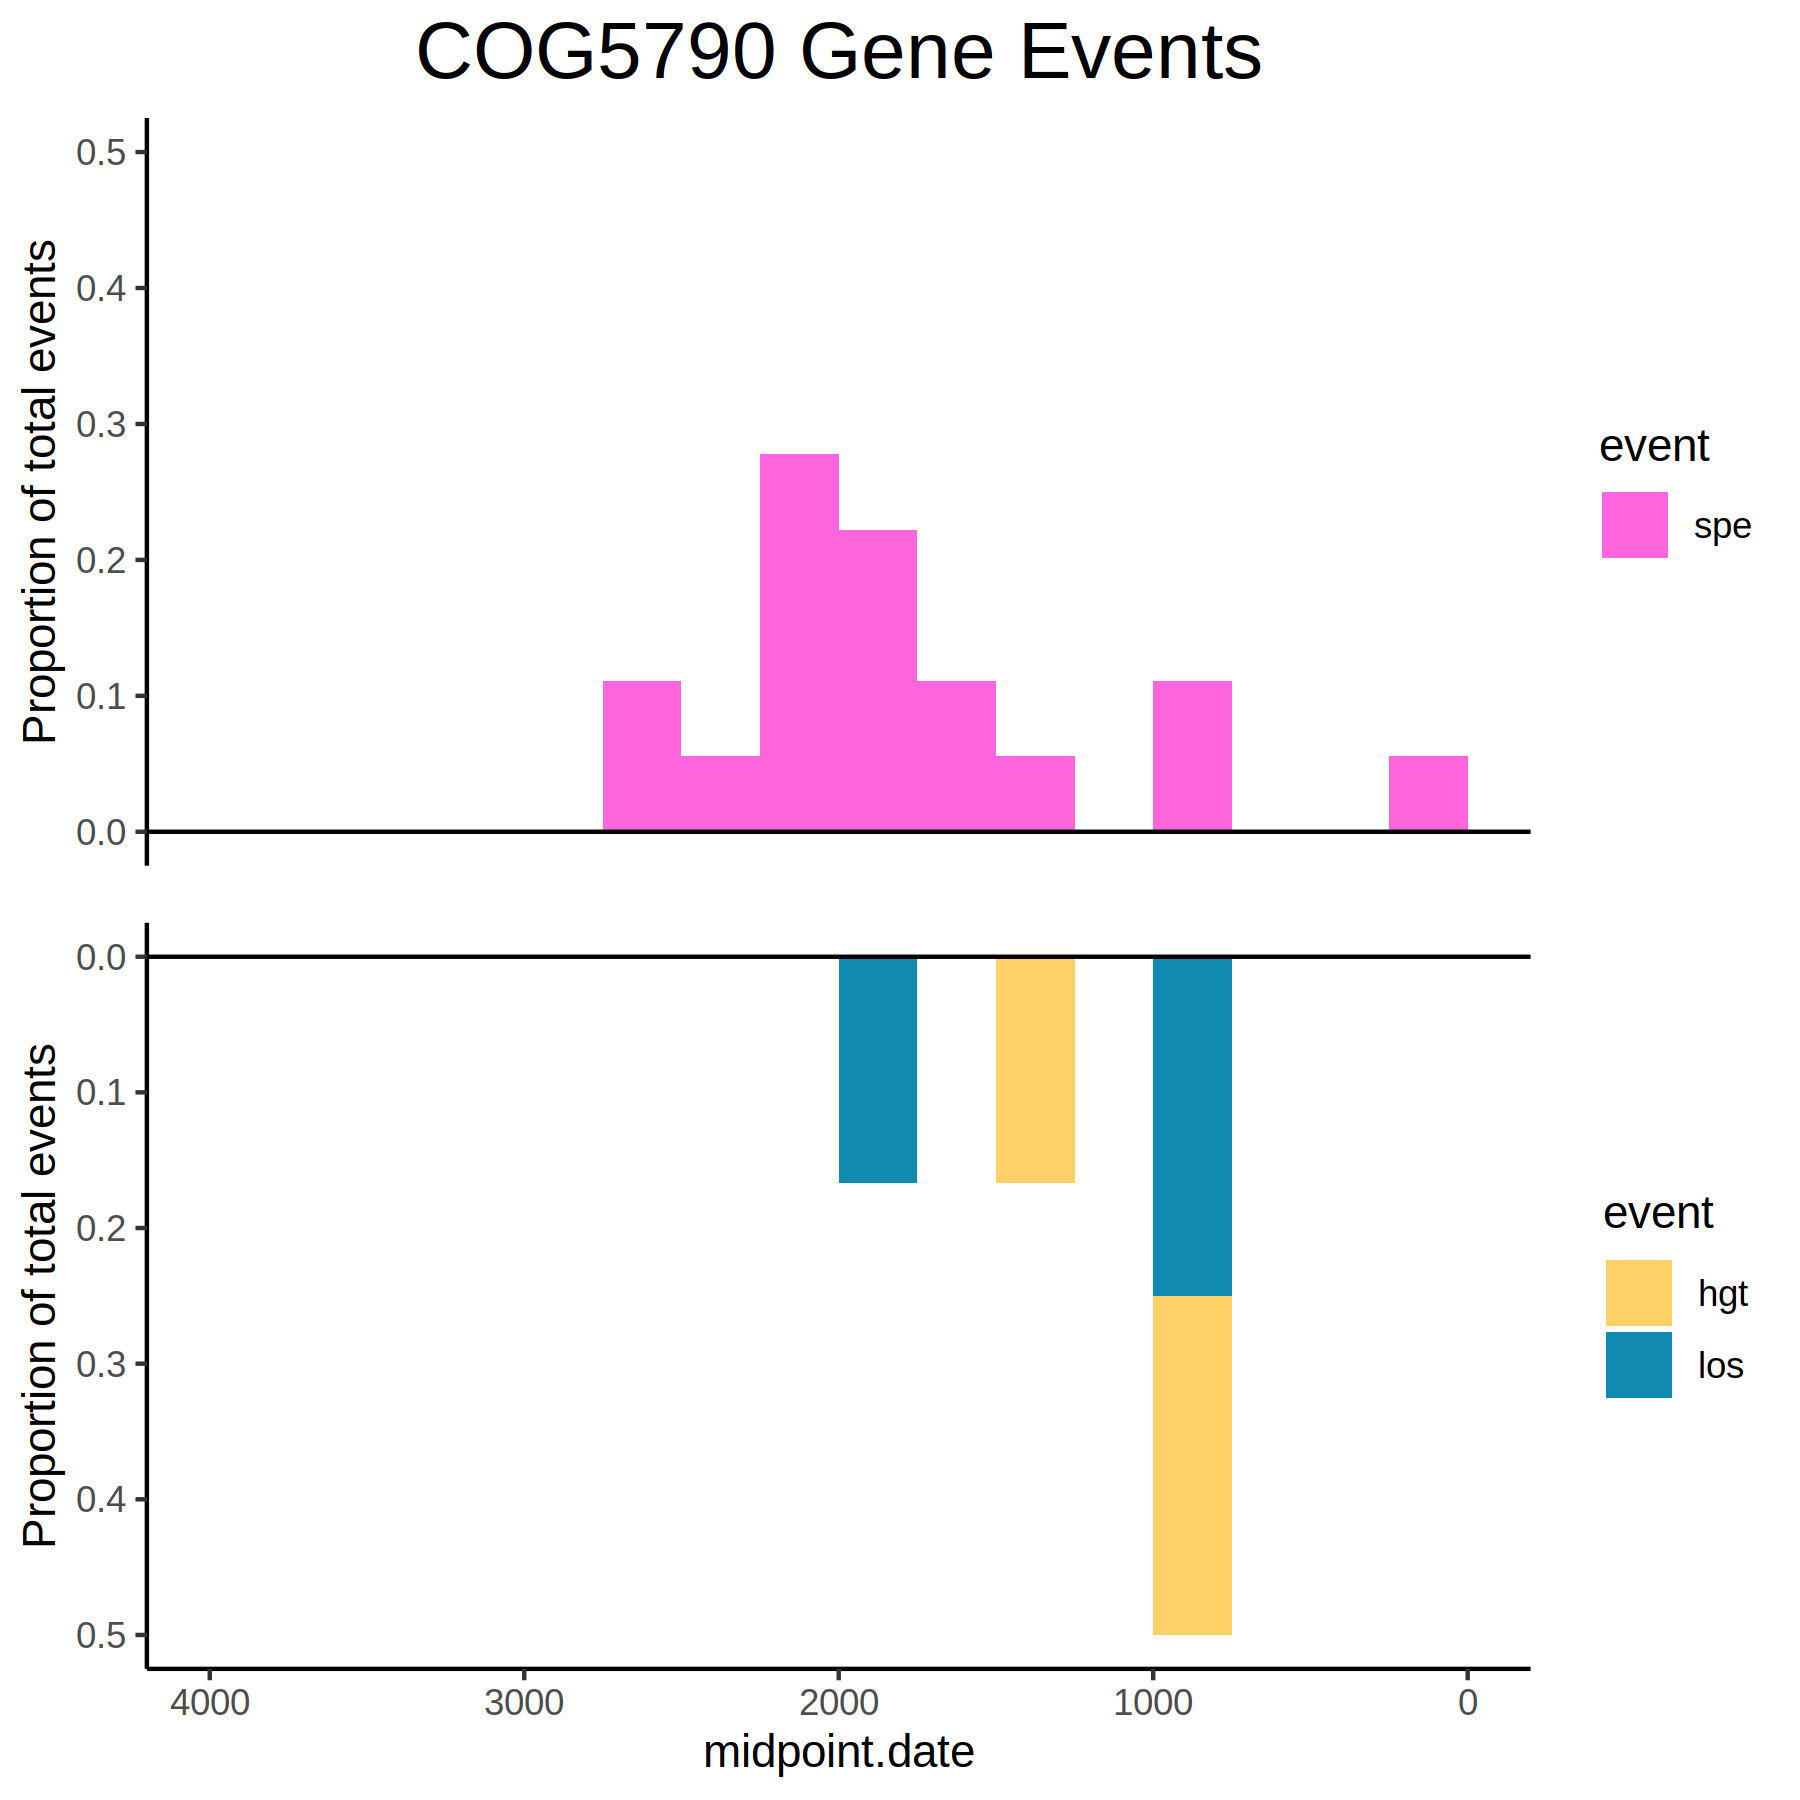 COG5790 Gene Events
Proportion of total events
0.5
0.4
0.3
0.2
0.1
0.0
event
spe
Proportion of total events
0.0
0.1
0.2
0.3
0.4
0.5
event
hgt
los
4000 3000 2000 1000 0
midpoint.date